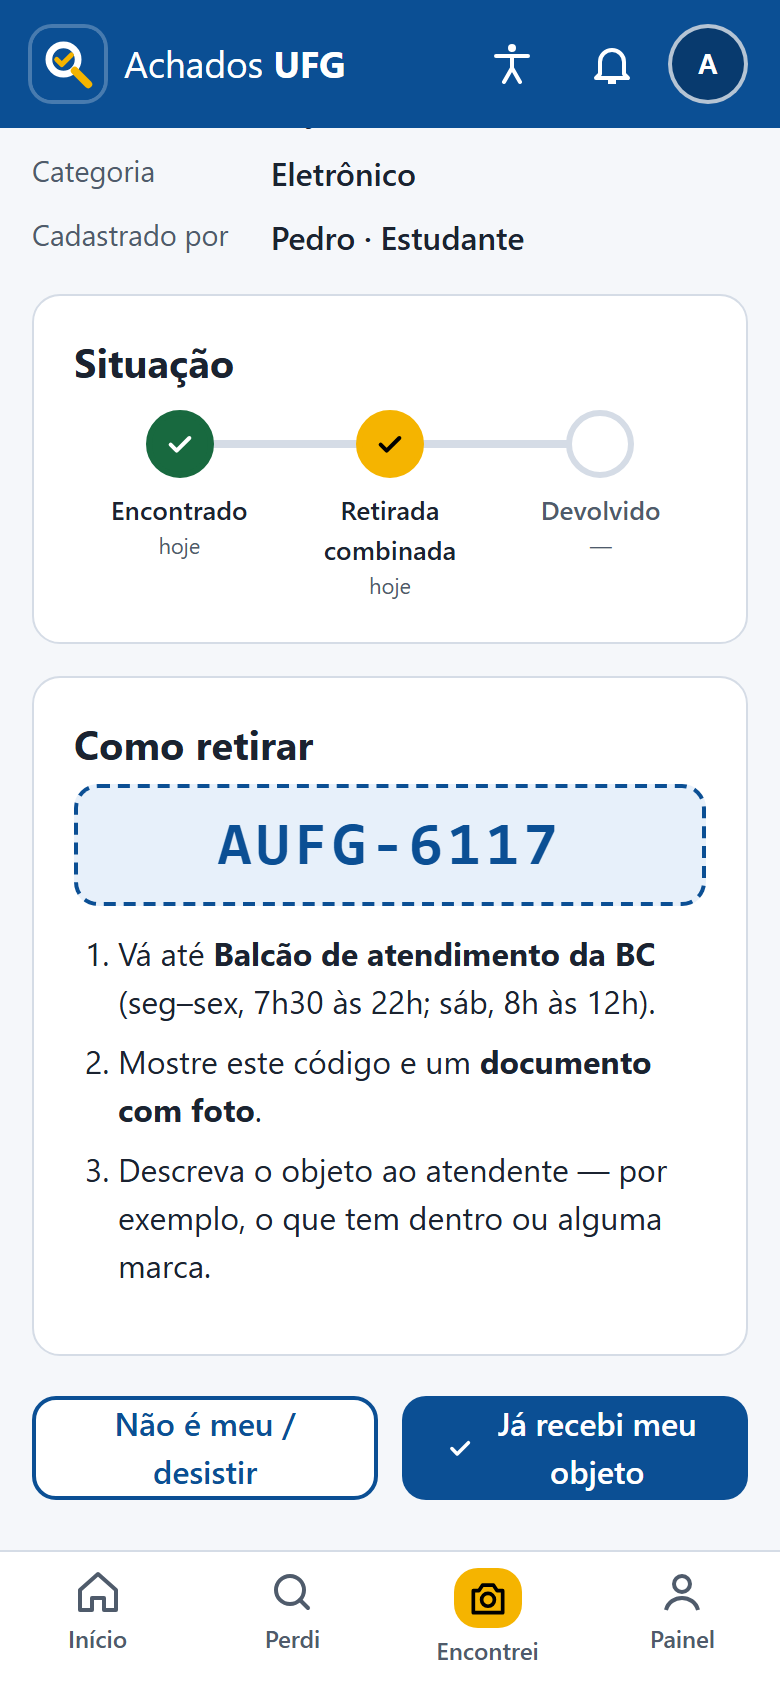 Achados UFG
A
Categoria Eletrônico
Cadastrado por Pedro · Estudante
Situação
Encontrado
hoje
Retirada
combinada
hoje
Devolvido
—
Como retirar
AUFG-6117
1. Vá até Balcão de atendimento da BC
(seg–sex, 7h30 às 22h; sáb, 8h às 12h).
2. Mostre este código e um documento
com foto.
3. Descreva o objeto ao atendente — por
exemplo, o que tem dentro ou alguma
marca.
Não é meu /
desistir
Já recebi meu
objeto
Início
Perdi
Encontrei
Painel